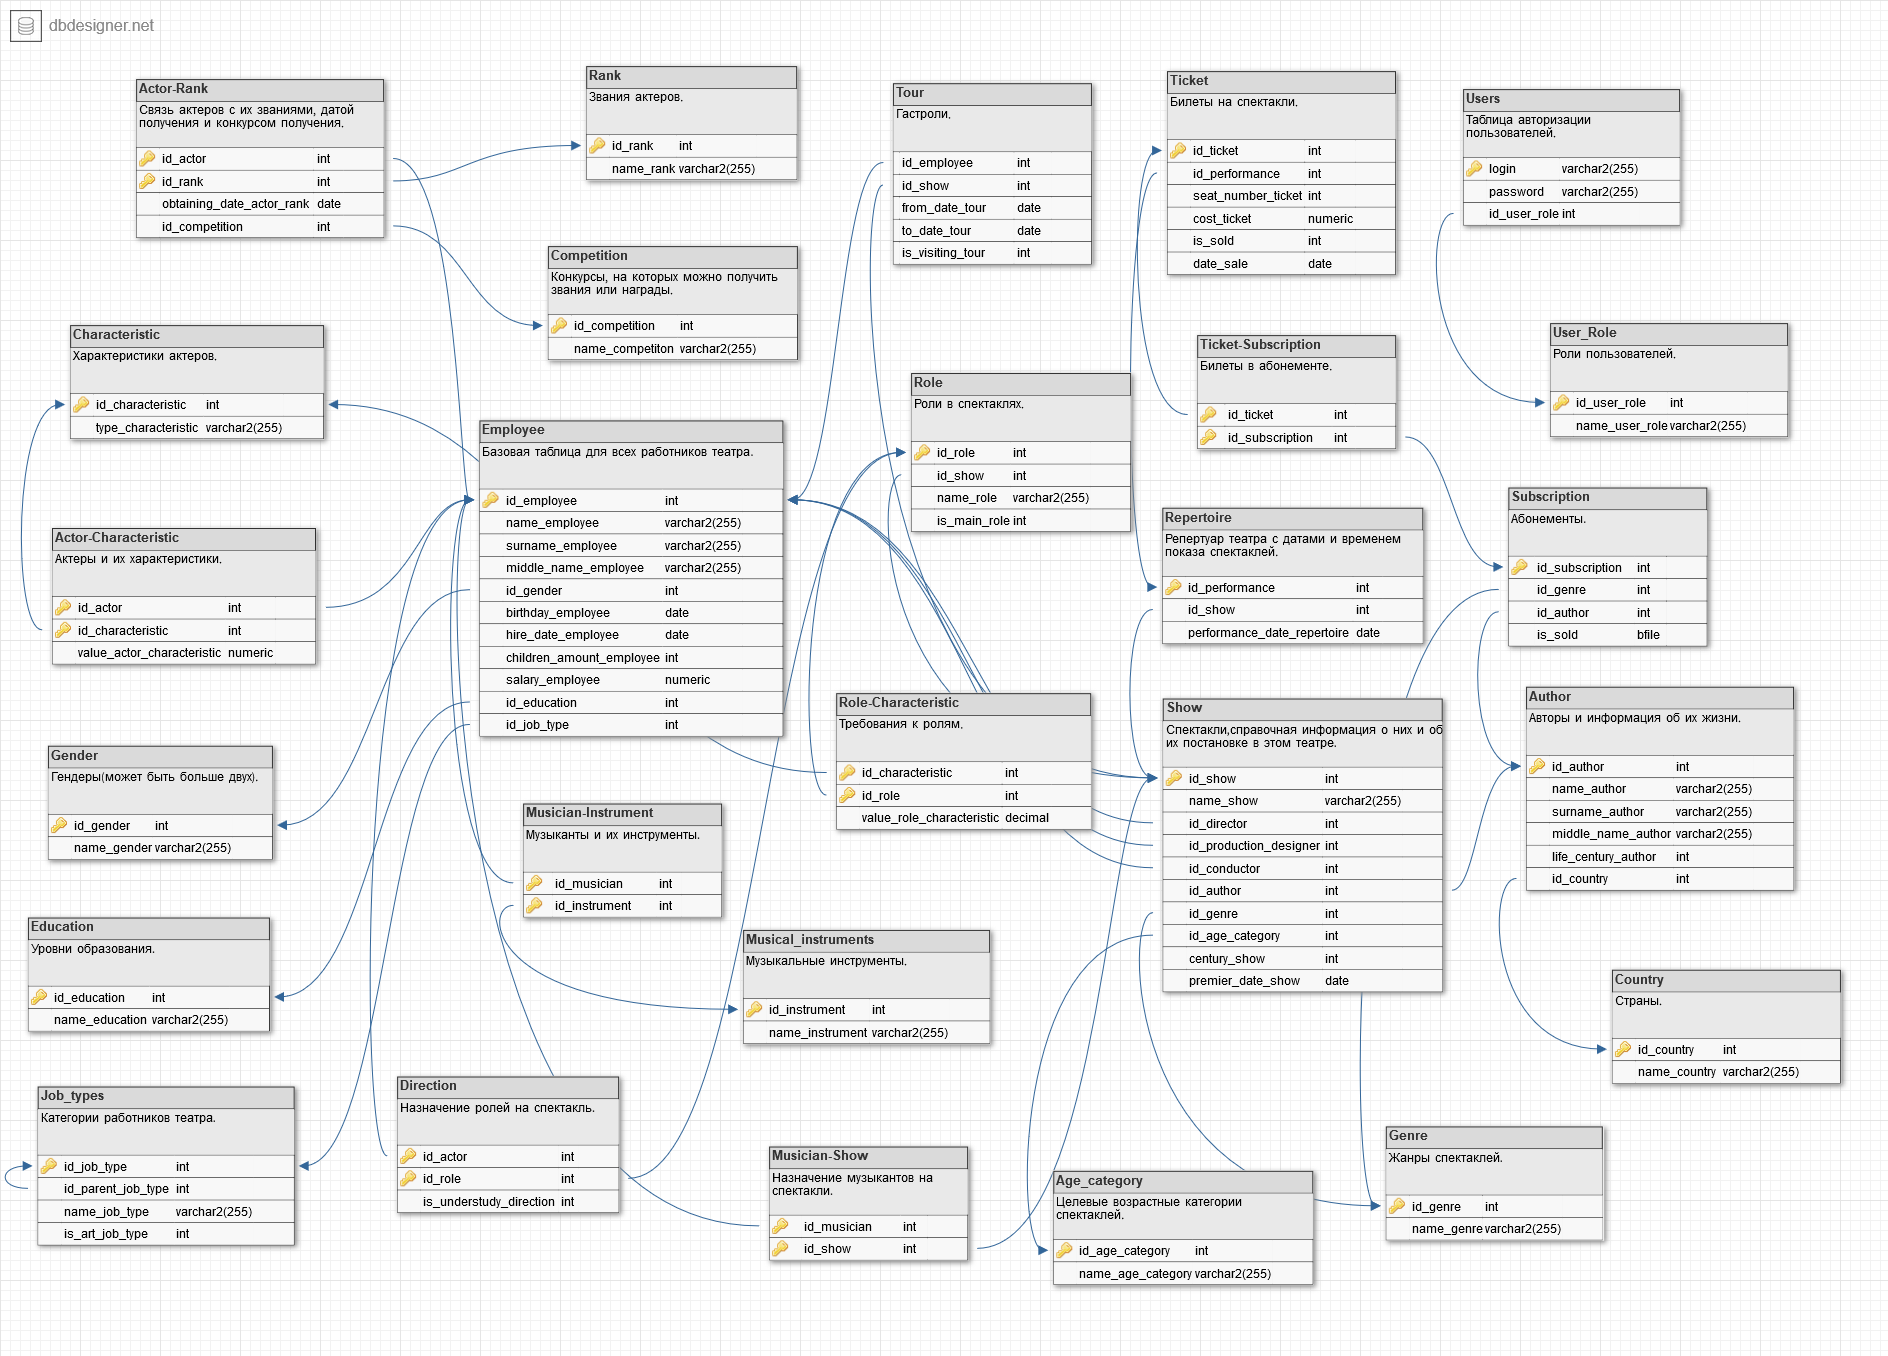 dbdesigner.net
Actor-Rank
Связь актеров с их званиями, датой
получения и конкурсом получения.
id_actor int
id_rank int
obtaining_date_actor_rank date
id_competition int
Rank
Звания актеров.
id_rank int
name_rank varchar2(255)
Tour
Гастроли.
id_employee int
id_show int
from_date_tour date
to_date_tour date
is_visiting_tour int
Ticket
Билеты на спектакли.
id_ticket int
id_performance int
seat_number_ticket int
cost_ticket numeric
is_sold int
date_sale date
Users
Таблица авторизации
пользователей.
login varchar2(255)
password varchar2(255)
id_user_role int
Competition
Конкурсы, на которых можно получить
звания или награды.
id_competition int
name_competiton varchar2(255)
Characteristic
Характеристики актеров.
id_characteristic int
type_characteristic varchar2(255)
User_Role
Роли пользователей.
id_user_role int
name_user_role varchar2(255)
Ticket-Subscription
Билеты в абонементе.
id_ticket int
id_subscription int
Role
Роли в спектаклях.
id_role int
id_show int
name_role varchar2(255)
is_main_role int
Employee
Базовая таблица для всех работников театра.
id_employee int
name_employee varchar2(255)
surname_employee varchar2(255)
middle_name_employee varchar2(255)
id_gender int
birthday_employee date
hire_date_employee date
children_amount_employee int
salary_employee numeric
id_education int
id_job_type int
Subscription
Абонементы.
id_subscription int
id_genre int
id_author int
is_sold bfile
Repertoire
Репертуар театра с датами и временем
показа спектаклей.
id_performance int
id_show int
performance_date_repertoire date
Actor-Characteristic
Актеры и их характеристики.
id_actor int
id_characteristic int
value_actor_characteristic numeric
Author
Авторы и информация об их жизни.
id_author int
name_author varchar2(255)
surname_author varchar2(255)
middle_name_author varchar2(255)
life_century_author int
id_country int
Role-Characteristic
Требования к ролям.
id_characteristic int
id_role int
value_role_characteristic decimal
Show
Спектакли,справочная информация о них и об
их постановке в этом театре.
id_show int
name_show varchar2(255)
id_director int
id_production_designer int
id_conductor int
id_author int
id_genre int
id_age_category int
century_show int
premier_date_show date
Gender
Гендеры(может быть больше двух).
id_gender int
name_gender varchar2(255)
Musician-Instrument
Музыканты и их инструменты.
id_musician int
id_instrument int
Education
Уровни образования.
id_education int
name_education varchar2(255)
Musical_instruments
Музыкальные инструменты.
id_instrument int
name_instrument varchar2(255)
Country
Страны.
id_country int
name_country varchar2(255)
Job_types
Категории работников театра.
id_job_type int
id_parent_job_type int
name_job_type varchar2(255)
is_art_job_type int
Direction
Назначение ролей на спектакль.
id_actor int
id_role int
is_understudy_direction int
Musician-Show
Назначение музыкантов на
спектакли.
id_musician int
id_show int
Age_category
Целевые возрастные категории
спектаклей.
id_age_category int
name_age_category varchar2(255)
Genre
Жанры спектаклей.
id_genre int
name_genre varchar2(255)